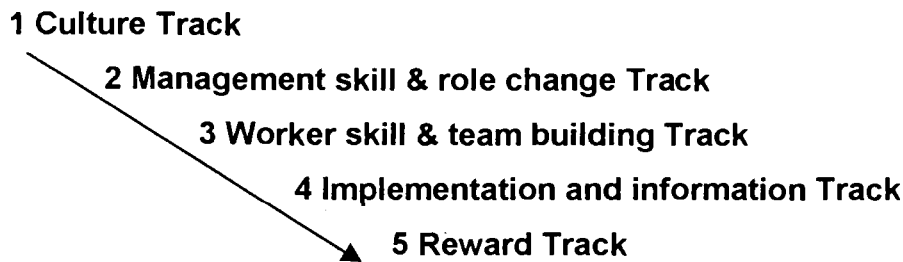 1 Culture Track
2 Management skill & role change Track
3 Worker skill & team building Track
4 Implementation and information Track
5 Reward Track